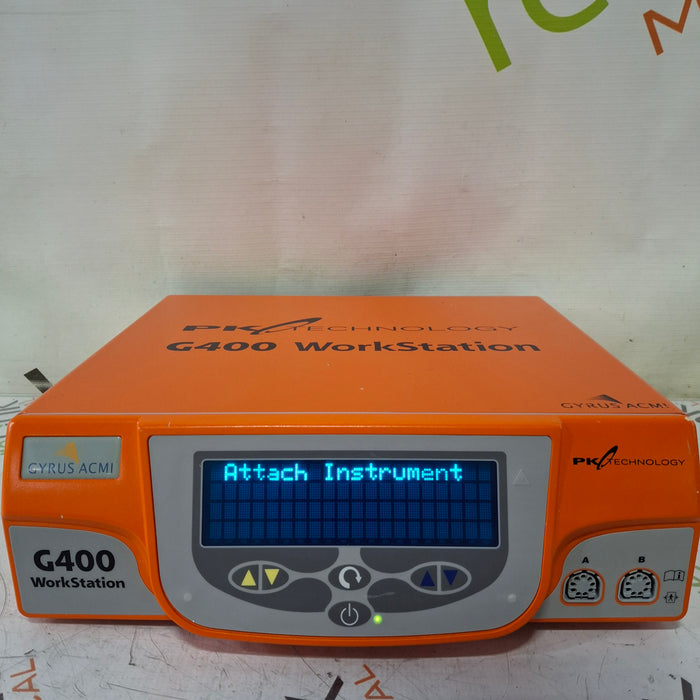 PK TECHNOLOGY
G400 WorkStation
GYRUS ACMI
GYRUS ACMI
Attach Instrument
PK TECHNOLOGY
G400
WorkStation
A B